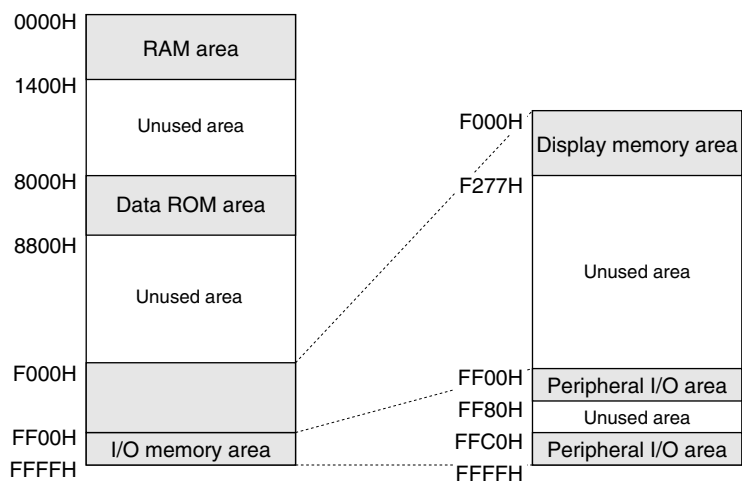 0000H
RAM area
1400H
Unused area
8000H
Data ROM area
8800H
Unused area
F000H
FF00H
I/O memory area
FFFFH
F000H
Display memory area
F277H
Unused area
FF00H
Peripheral I/O area
FF80H
Unused area
FFC0H
Peripheral I/O area
FFFFH